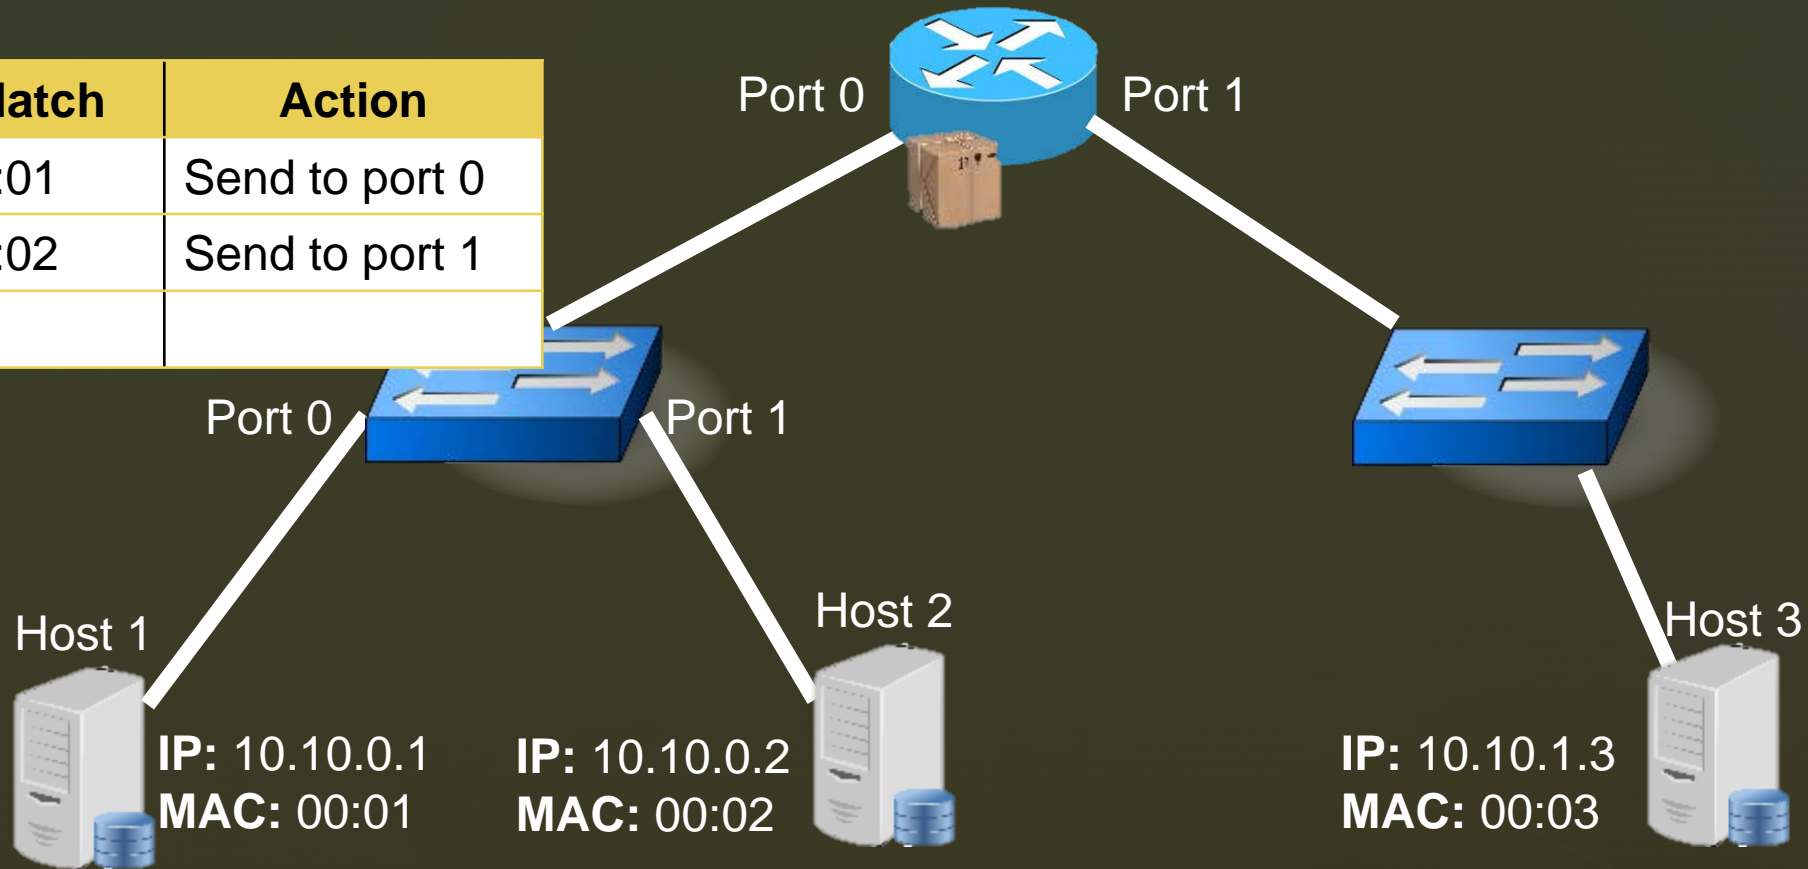 Action
:01 Send to port 0
:02 Send to port 1
Port 0
Port 1
Port 0
Port 1
Host 1
Host 2
Host 3
IP: 10.10.0.1
MAC: 00:01
IP: 10.10.0.2
MAC: 00:02
IP: 10.10.1.3
MAC: 00:03